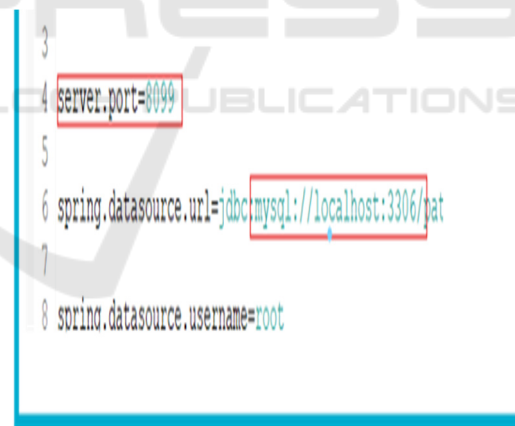 3
4 server.port=8099
5
6 spring.datasource.url=jdbc:mysql://localhost:3306/pat
7
8 spring.datasource.username=root